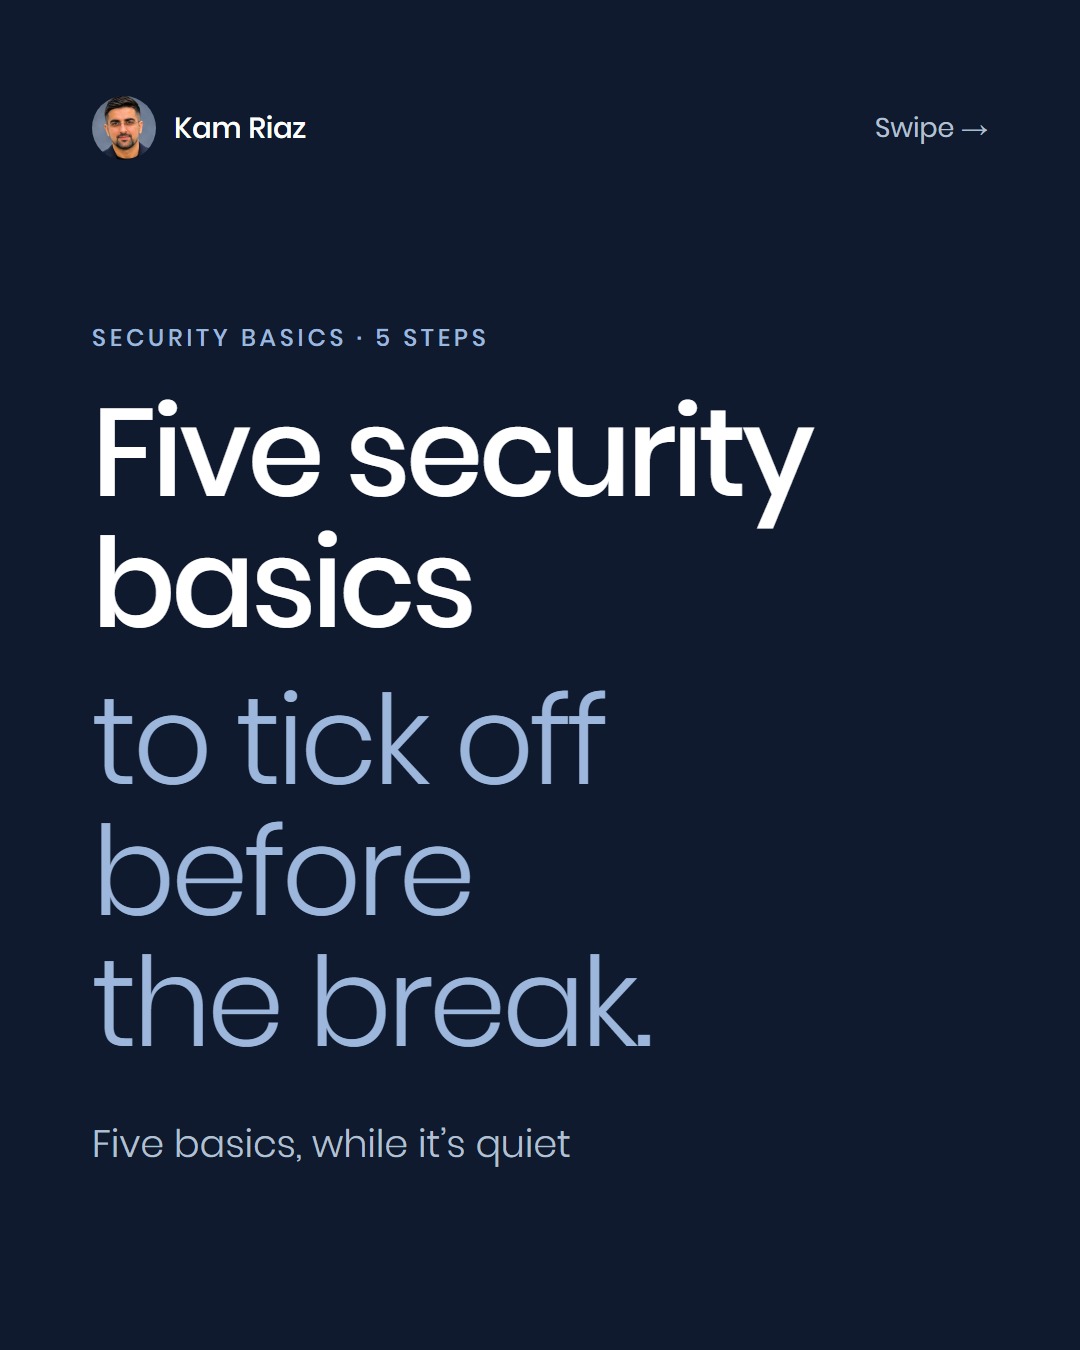 Kam Riaz
Swipe →
SECURITY BASICS · 5 STEPS
Five security
basics
to tick off
before
the break.
Five basics, while it’s quiet